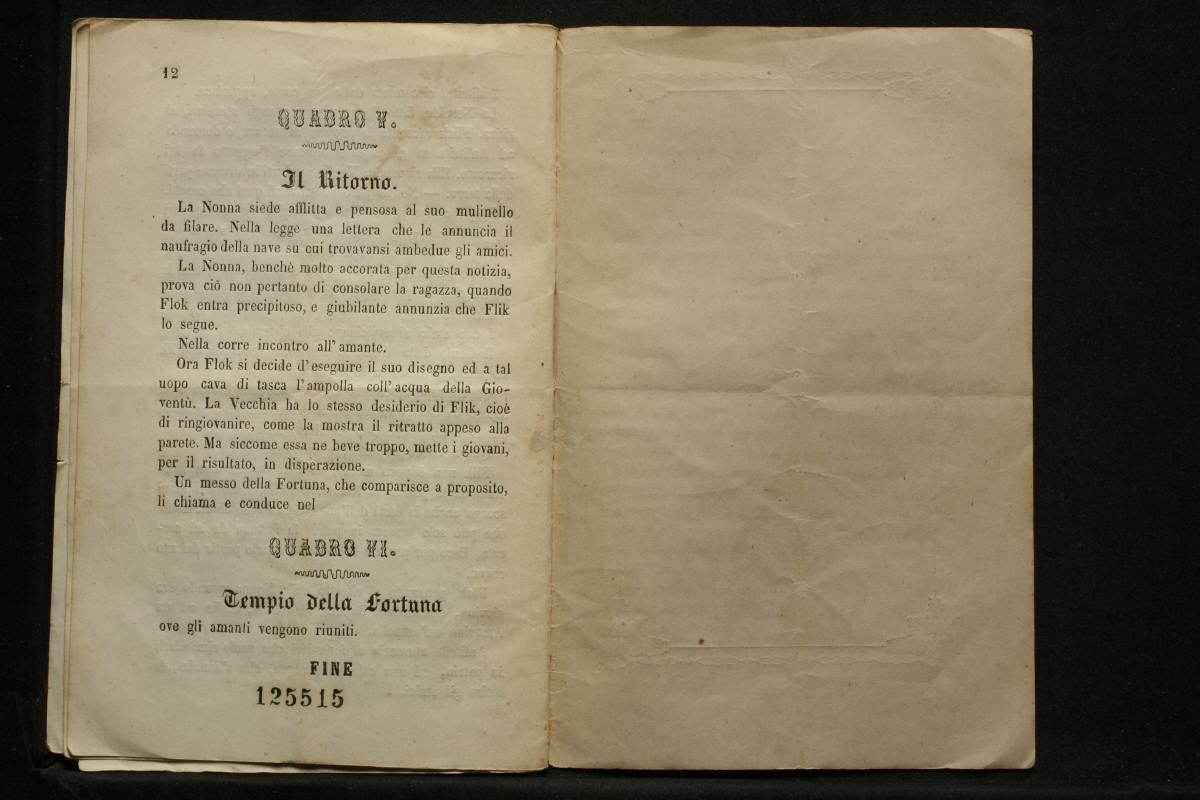 12
QUADRO V.
Il Ritorno.
La Nonna siede afflitta e pensosa al suo mulinello
da filare. Nella legge una lettera che le annuncia il
naufragio della nave su cui trovavansi ambedue gli amici.
La Nonna, benchè molto accorata per questa notizia,
prova ciò non pertanto di consolare la ragazza, quando
Flok entra precipitoso, e giubilante annunzia che Flik
lo segue.
Nella corre incontro all' amante.
Ora Flok si decide d' eseguire il suo disegno ed a tal
uopo cava di tasca l'ampolla coll' acqua della Gio-
ventù. La Vecchia ha lo stesso desiderio di Flik, cioè
di ringiovanire, come la mostra il ritratto appeso alla
parete. Ma siccome essa ne beve troppo, mette i giovani,
per il risultato, in disperazione.
Un messo della Fortuna, che comparisce a proposito,
li chiama e conduce nel
QUADRO VI.
Tempio della Fortuna
ove gli amanti vengono riuniti.
FINE
125515